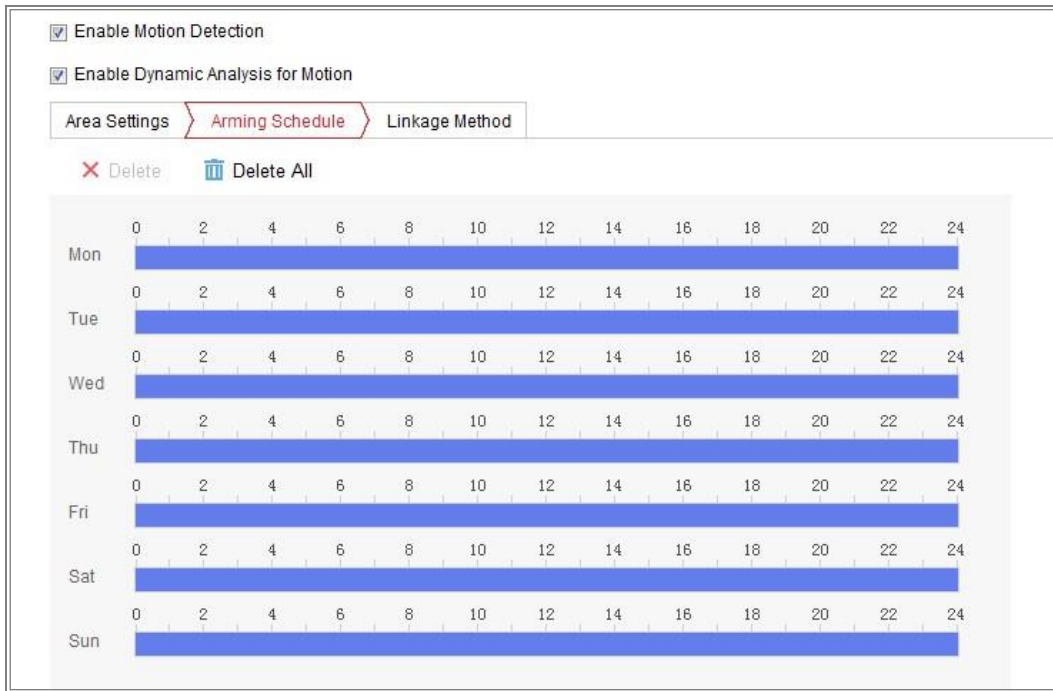 Enable Motion Detection
Enable Dynamic Analysis for Motion
Area Settings Arming Schedule Linkage Method
Delete Delete All
0 2 4 6 8 10 12 14 16 18 20 22 24
Mon
0 2 4 6 8 10 12 14 16 18 20 22 24
Tue
0 2 4 6 8 10 12 14 16 18 20 22 24
Wed
0 2 4 6 8 10 12 14 16 18 20 22 24
Thu
0 2 4 6 8 10 12 14 16 18 20 22 24
Fri
0 2 4 6 8 10 12 14 16 18 20 22 24
Sat
0 2 4 6 8 10 12 14 16 18 20 22 24
Sun